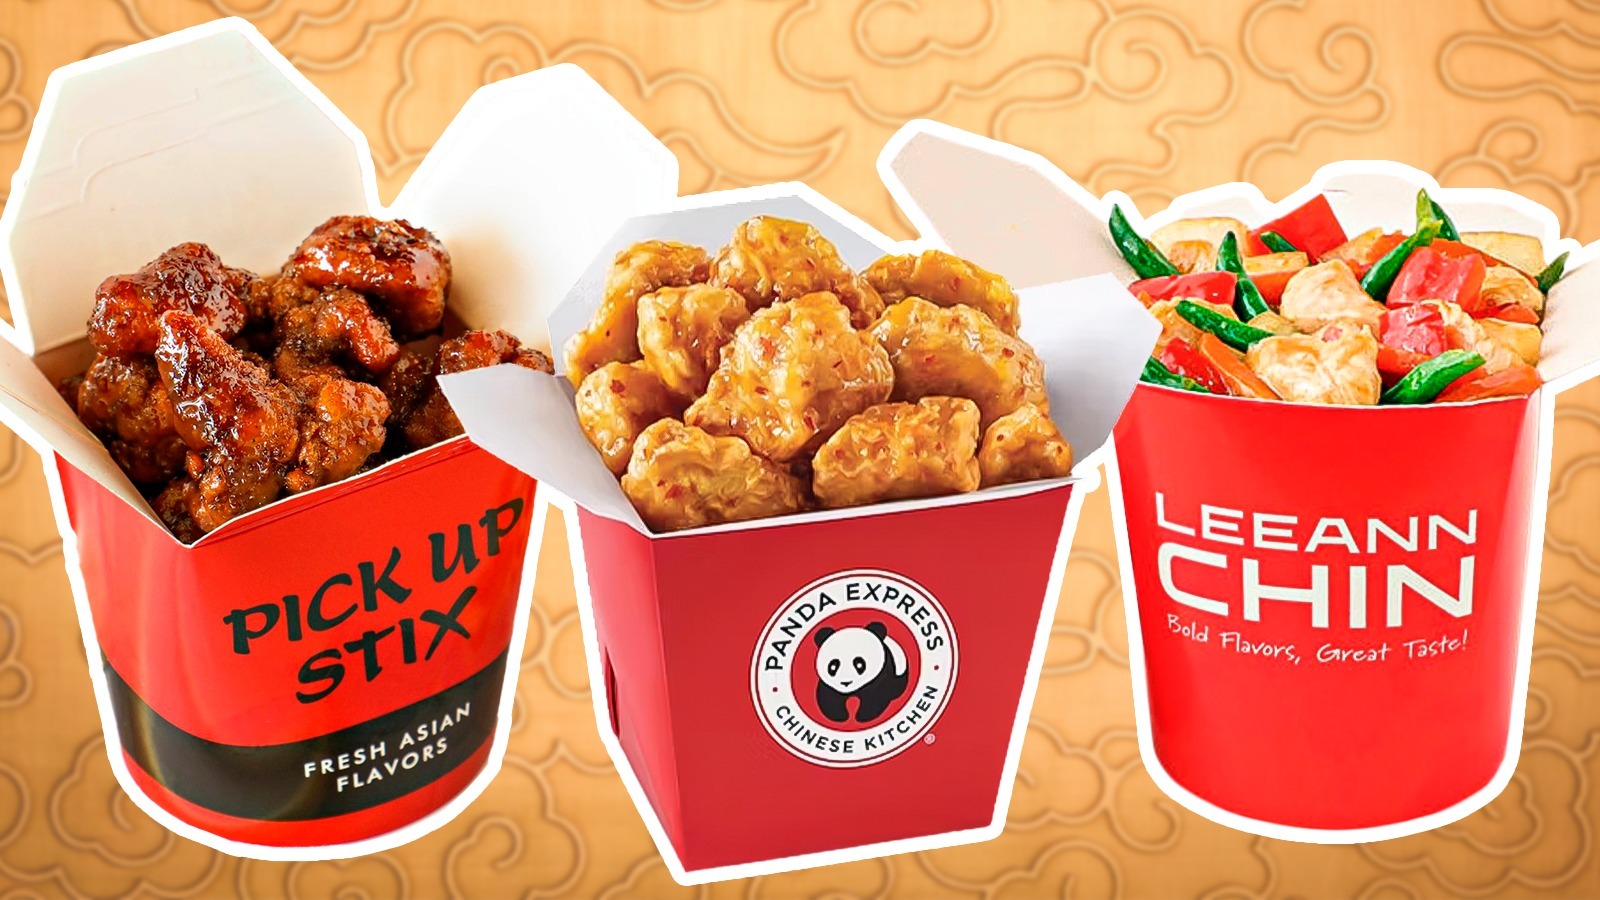 PICK UP
STIX
FRESH ASIAN
FLAVORS
PANDA EXPRESS
CHINESE KITCHEN
®
LEEANN
CHIN
Bold Flavors, Great Taste!